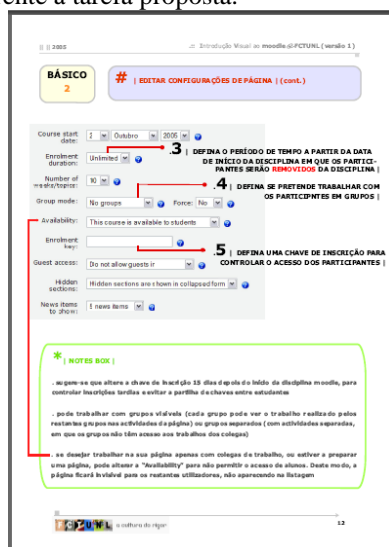 ente a tarefa proposta.
2005
Introdução Visual ao moodle@FCTUNL (versão 1)
BÁSICO
2
# | EDITAR CONFIGURAÇÕES DE PÁGINA | (cont.)
Course start date: 2 Outubro 2005
.3 | DEFINA O PERÍODO DE TEMPO A PARTIR DA DATA
DE INÍCIO DA DISCIPLINA EM QUE OS PARTICI-
PANTES SERÃO REMOVIDOS DA DISCIPLINA |
Enrolment duration: Unlimited
Number of weeks/topics: 10
.4 | DEFINA SE PRETENDE TRABALHAR COM
OS PARTICIPANTES EM GRUPOS |
Group mode: No groups Force: No
Availability: This course is available to students
Enrolment key:
.5 | DEFINA UMA CHAVE DE INSCRIÇÃO PARA
CONTROLAR O ACESSO DOS PARTICIPANTES |
Guest access: Do not allow guests in
Hidden sections: Hidden sections are shown in collapsed form
News items to show: 5 news items
* | NOTES BOX |
. sugere-se que altere a chave de inscrição 15 dias depois do início da disciplina moodle, para
controlar inscrições tardias e evitar a partilha de chaves entre estudantes
. pode trabalhar com grupos visíveis (cada grupo pode ver o trabalho realizado pelos
restantes grupos nas actividades da página) ou grupos separados (com actividades separadas,
em que os grupos não têm acesso aos trabalhos dos colegas)
. se desejar trabalhar na sua página apenas com colegas de trabalho, ou estiver a preparar
uma página, pode alterar a "Availability" para não permitir o acesso de alunos. Deste modo, a
página ficará invisível para os restantes utilizadores, não aparecendo na listagem
FCTUNL a cultura do rigor
12